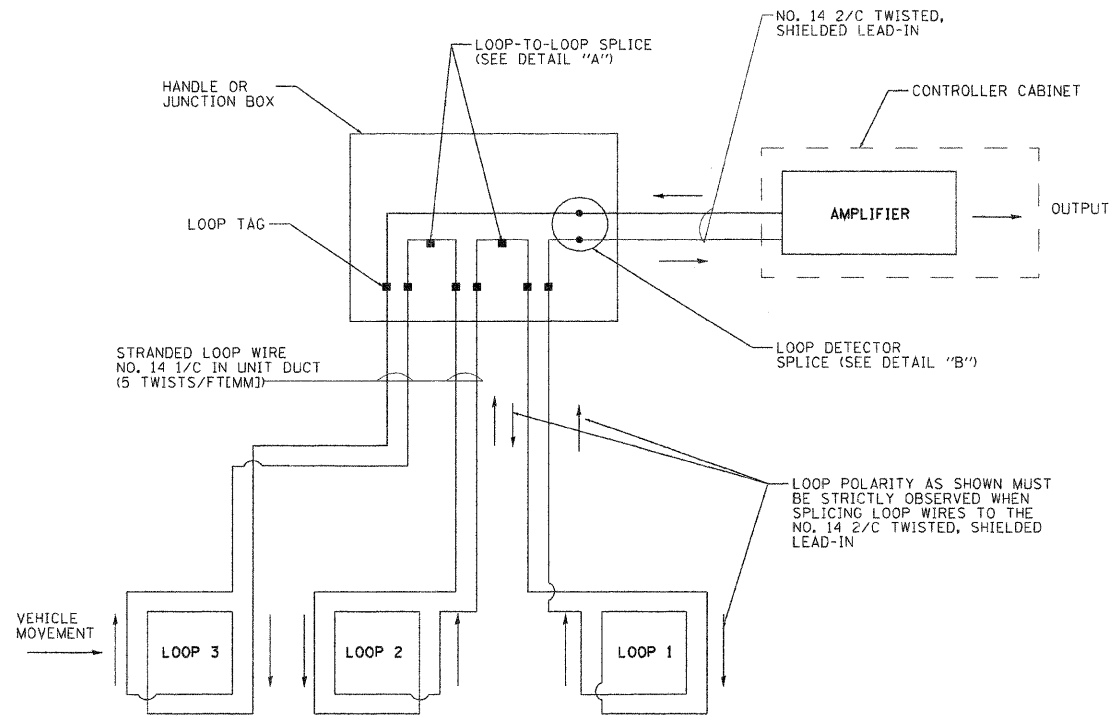 NO. 14 2/C TWISTED,
SHIELDED LEAD-IN
LOOP-TO-LOOP SPLICE
(SEE DETAIL "A")
HANDLE OR
JUNCTION BOX
CONTROLLER CABINET
LOOP TAG
AMPLIFIER
OUTPUT
STRANDED LOOP WIRE
NO. 14 1/C IN UNIT DUCT
(5 TWISTS/FT[MM])
LOOP DETECTOR
SPLICE (SEE DETAIL "B")
LOOP POLARITY AS SHOWN MUST
BE STRICTLY OBSERVED WHEN
SPLICING LOOP WIRES TO THE
NO. 14 2/C TWISTED, SHIELDED
LEAD-IN
VEHICLE
MOVEMENT
LOOP 3
LOOP 2
LOOP 1